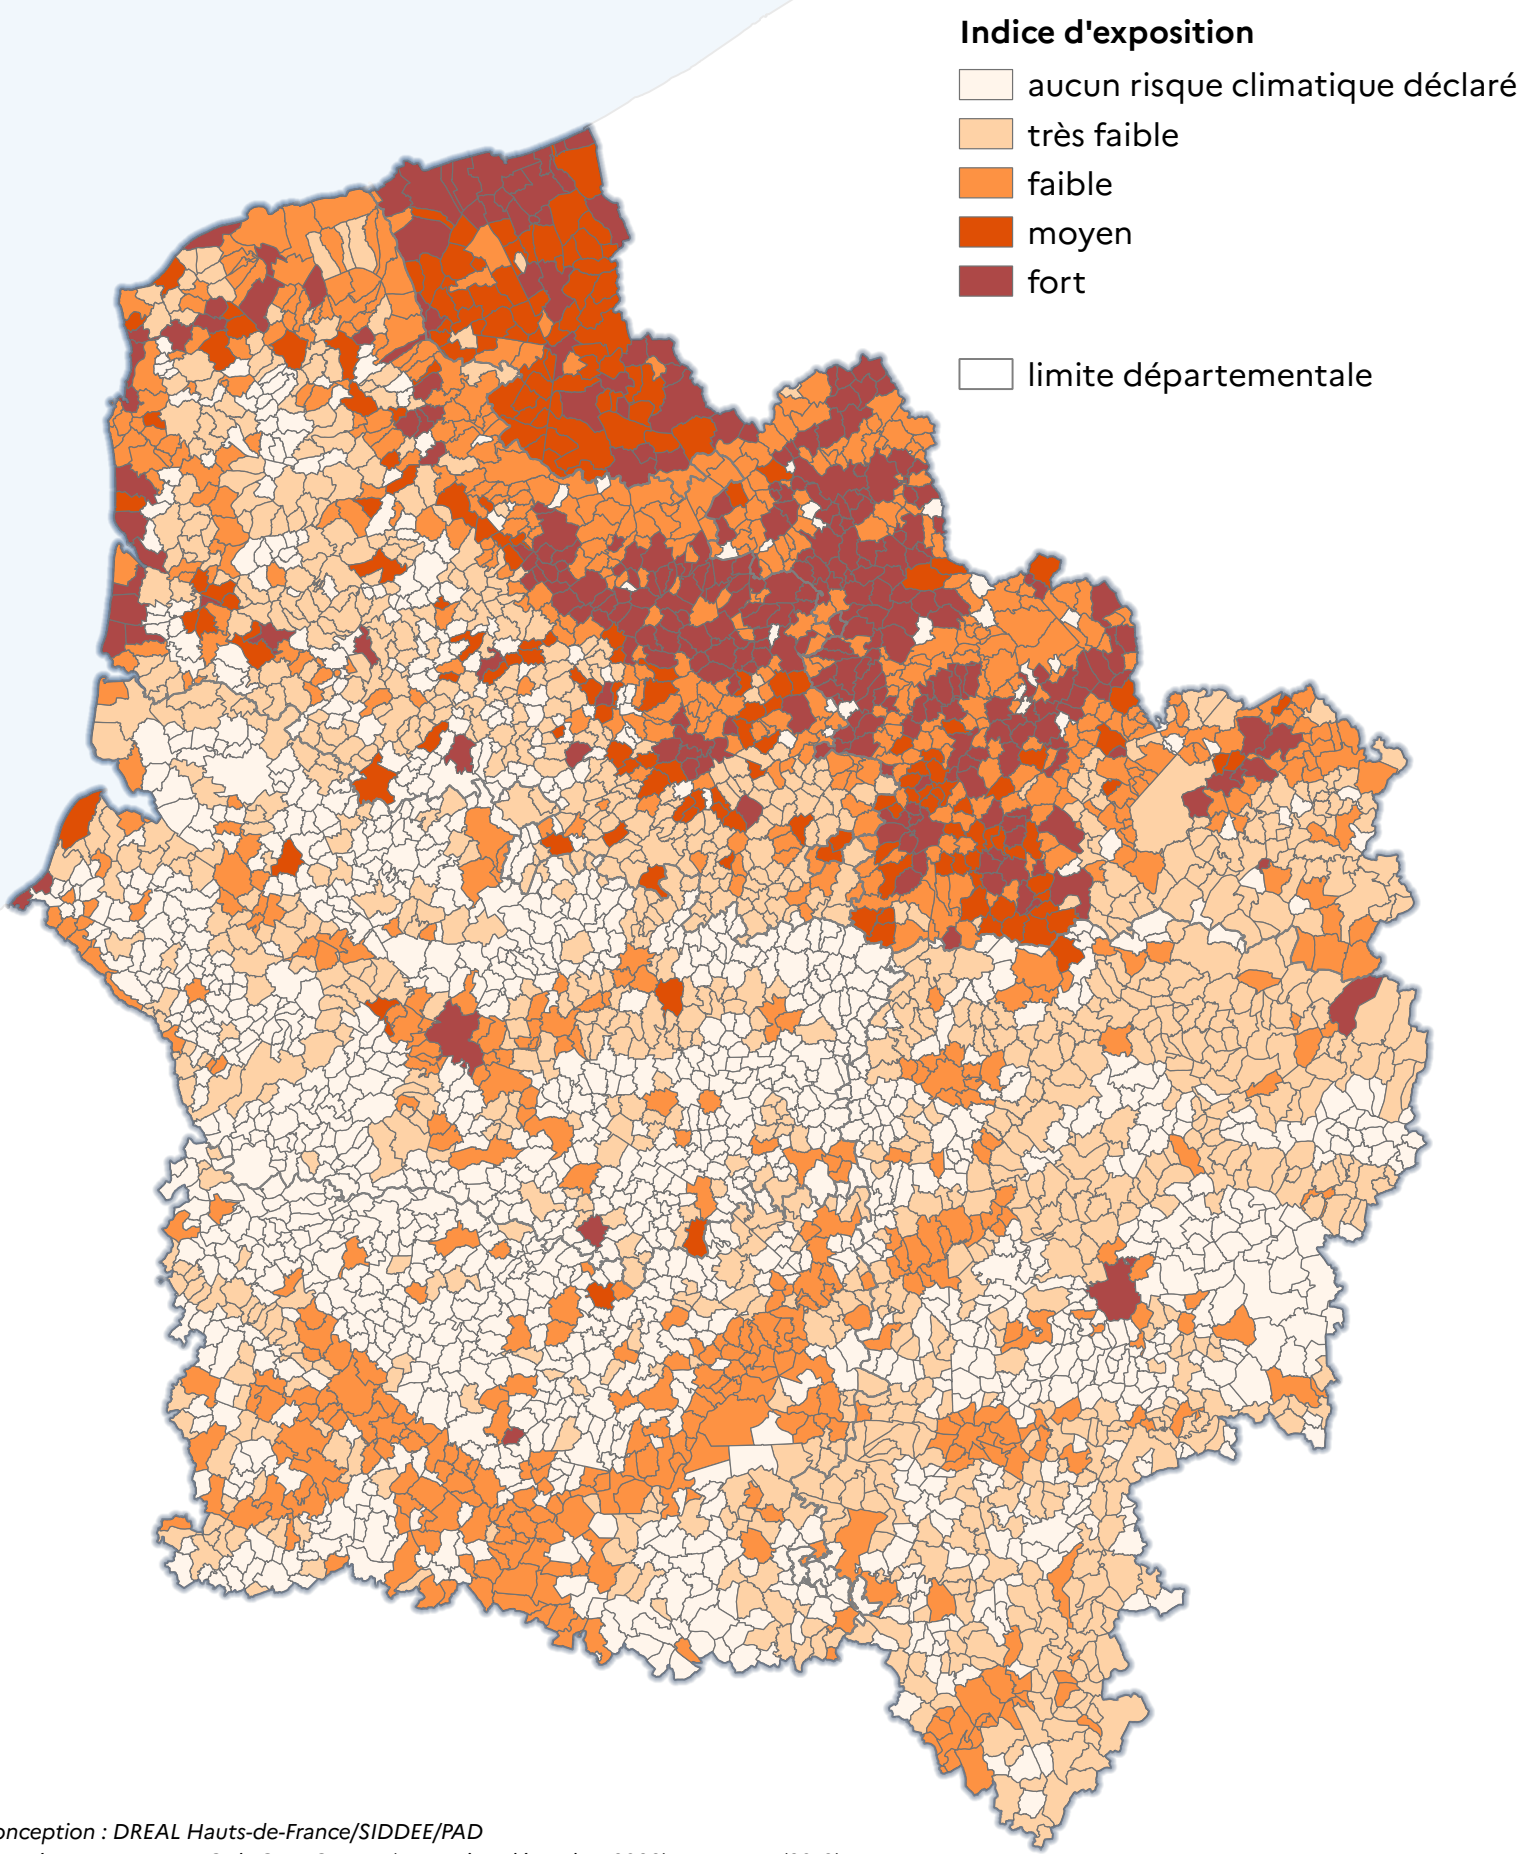 Indice d'exposition
aucun risque climatique déclaré
très faible
faible
moyen
fort
limite départementale
onception : DREAL Hauts-de-France/SIDDEE/PAD